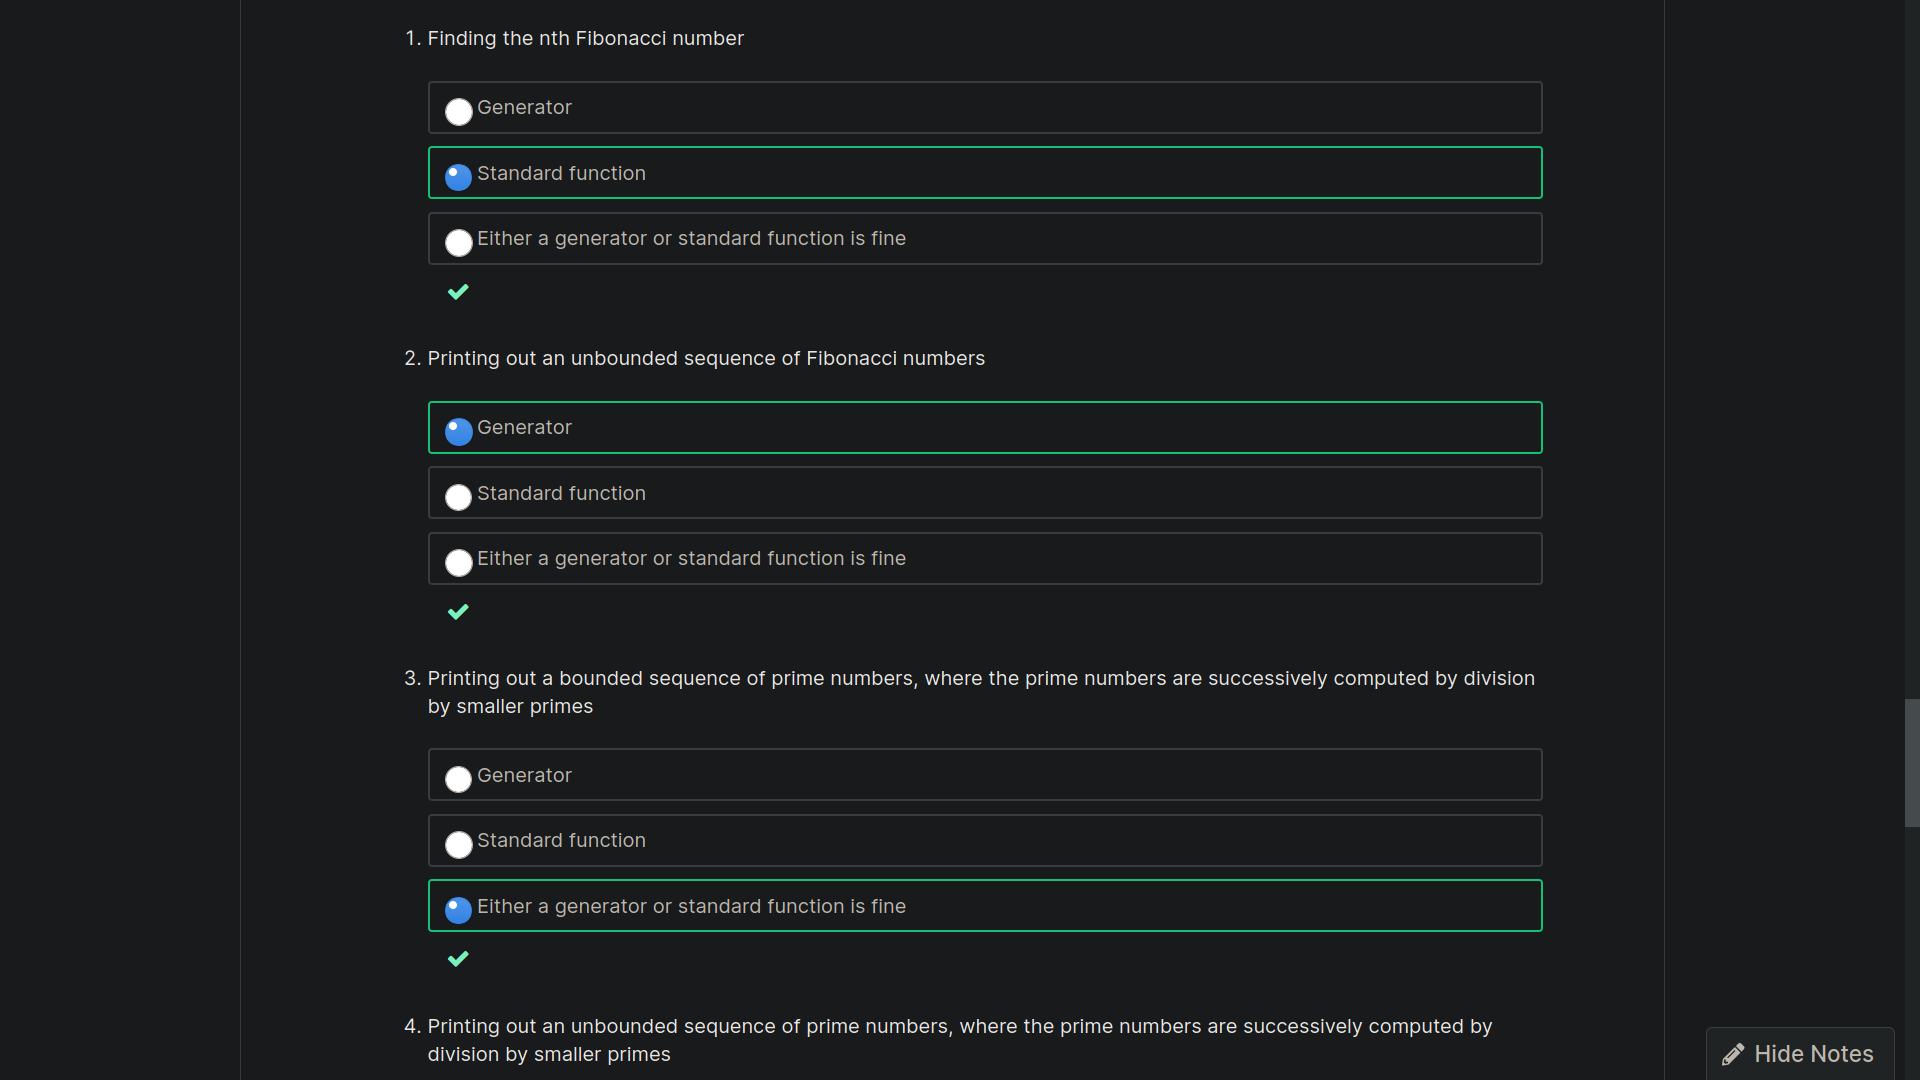 1. Finding the nth Fibonacci number
Generator
Standard function
Either a generator or standard function is fine
2. Printing out an unbounded sequence of Fibonacci numbers
Generator
Standard function
Either a generator or standard function is fine
3. Printing out a bounded sequence of prime numbers, where the prime numbers are successively computed by division
by smaller primes
Generator
Standard function
Either a generator or standard function is fine
4. Printing out an unbounded sequence of prime numbers, where the prime numbers are successively computed by
division by smaller primes
Hide Notes